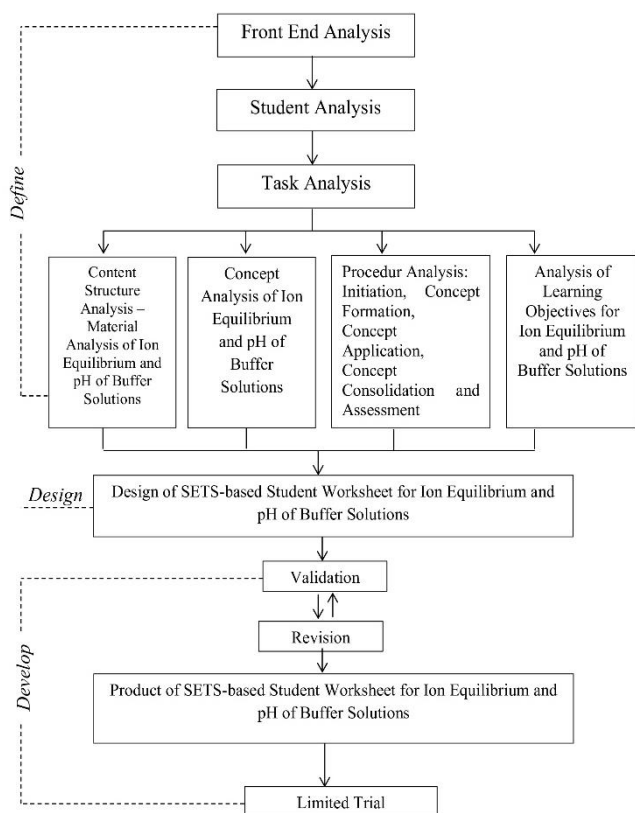 Front End Analysis
Student Analysis
Task Analysis
Define
Content
Structure
Analysis –
Material
Analysis of Ion
Equilibrium and
pH of Buffer
Solutions
Concept
Analysis of Ion
Equilibrium
and pH of
Buffer
Solutions
Procedur Analysis:
Initiation, Concept
Formation,
Concept
Application,
Concept
Consolidation and
Assessment
Analysis of
Learning
Objectives for
Ion Equilibrium
and pH of
Buffer Solutions
Design
Design of SETS-based Student Worksheet for Ion Equilibrium and
pH of Buffer Solutions
Validation
Revision
Develop
Product of SETS-based Student Worksheet for Ion Equilibrium and
pH of Buffer Solutions
Limited Trial